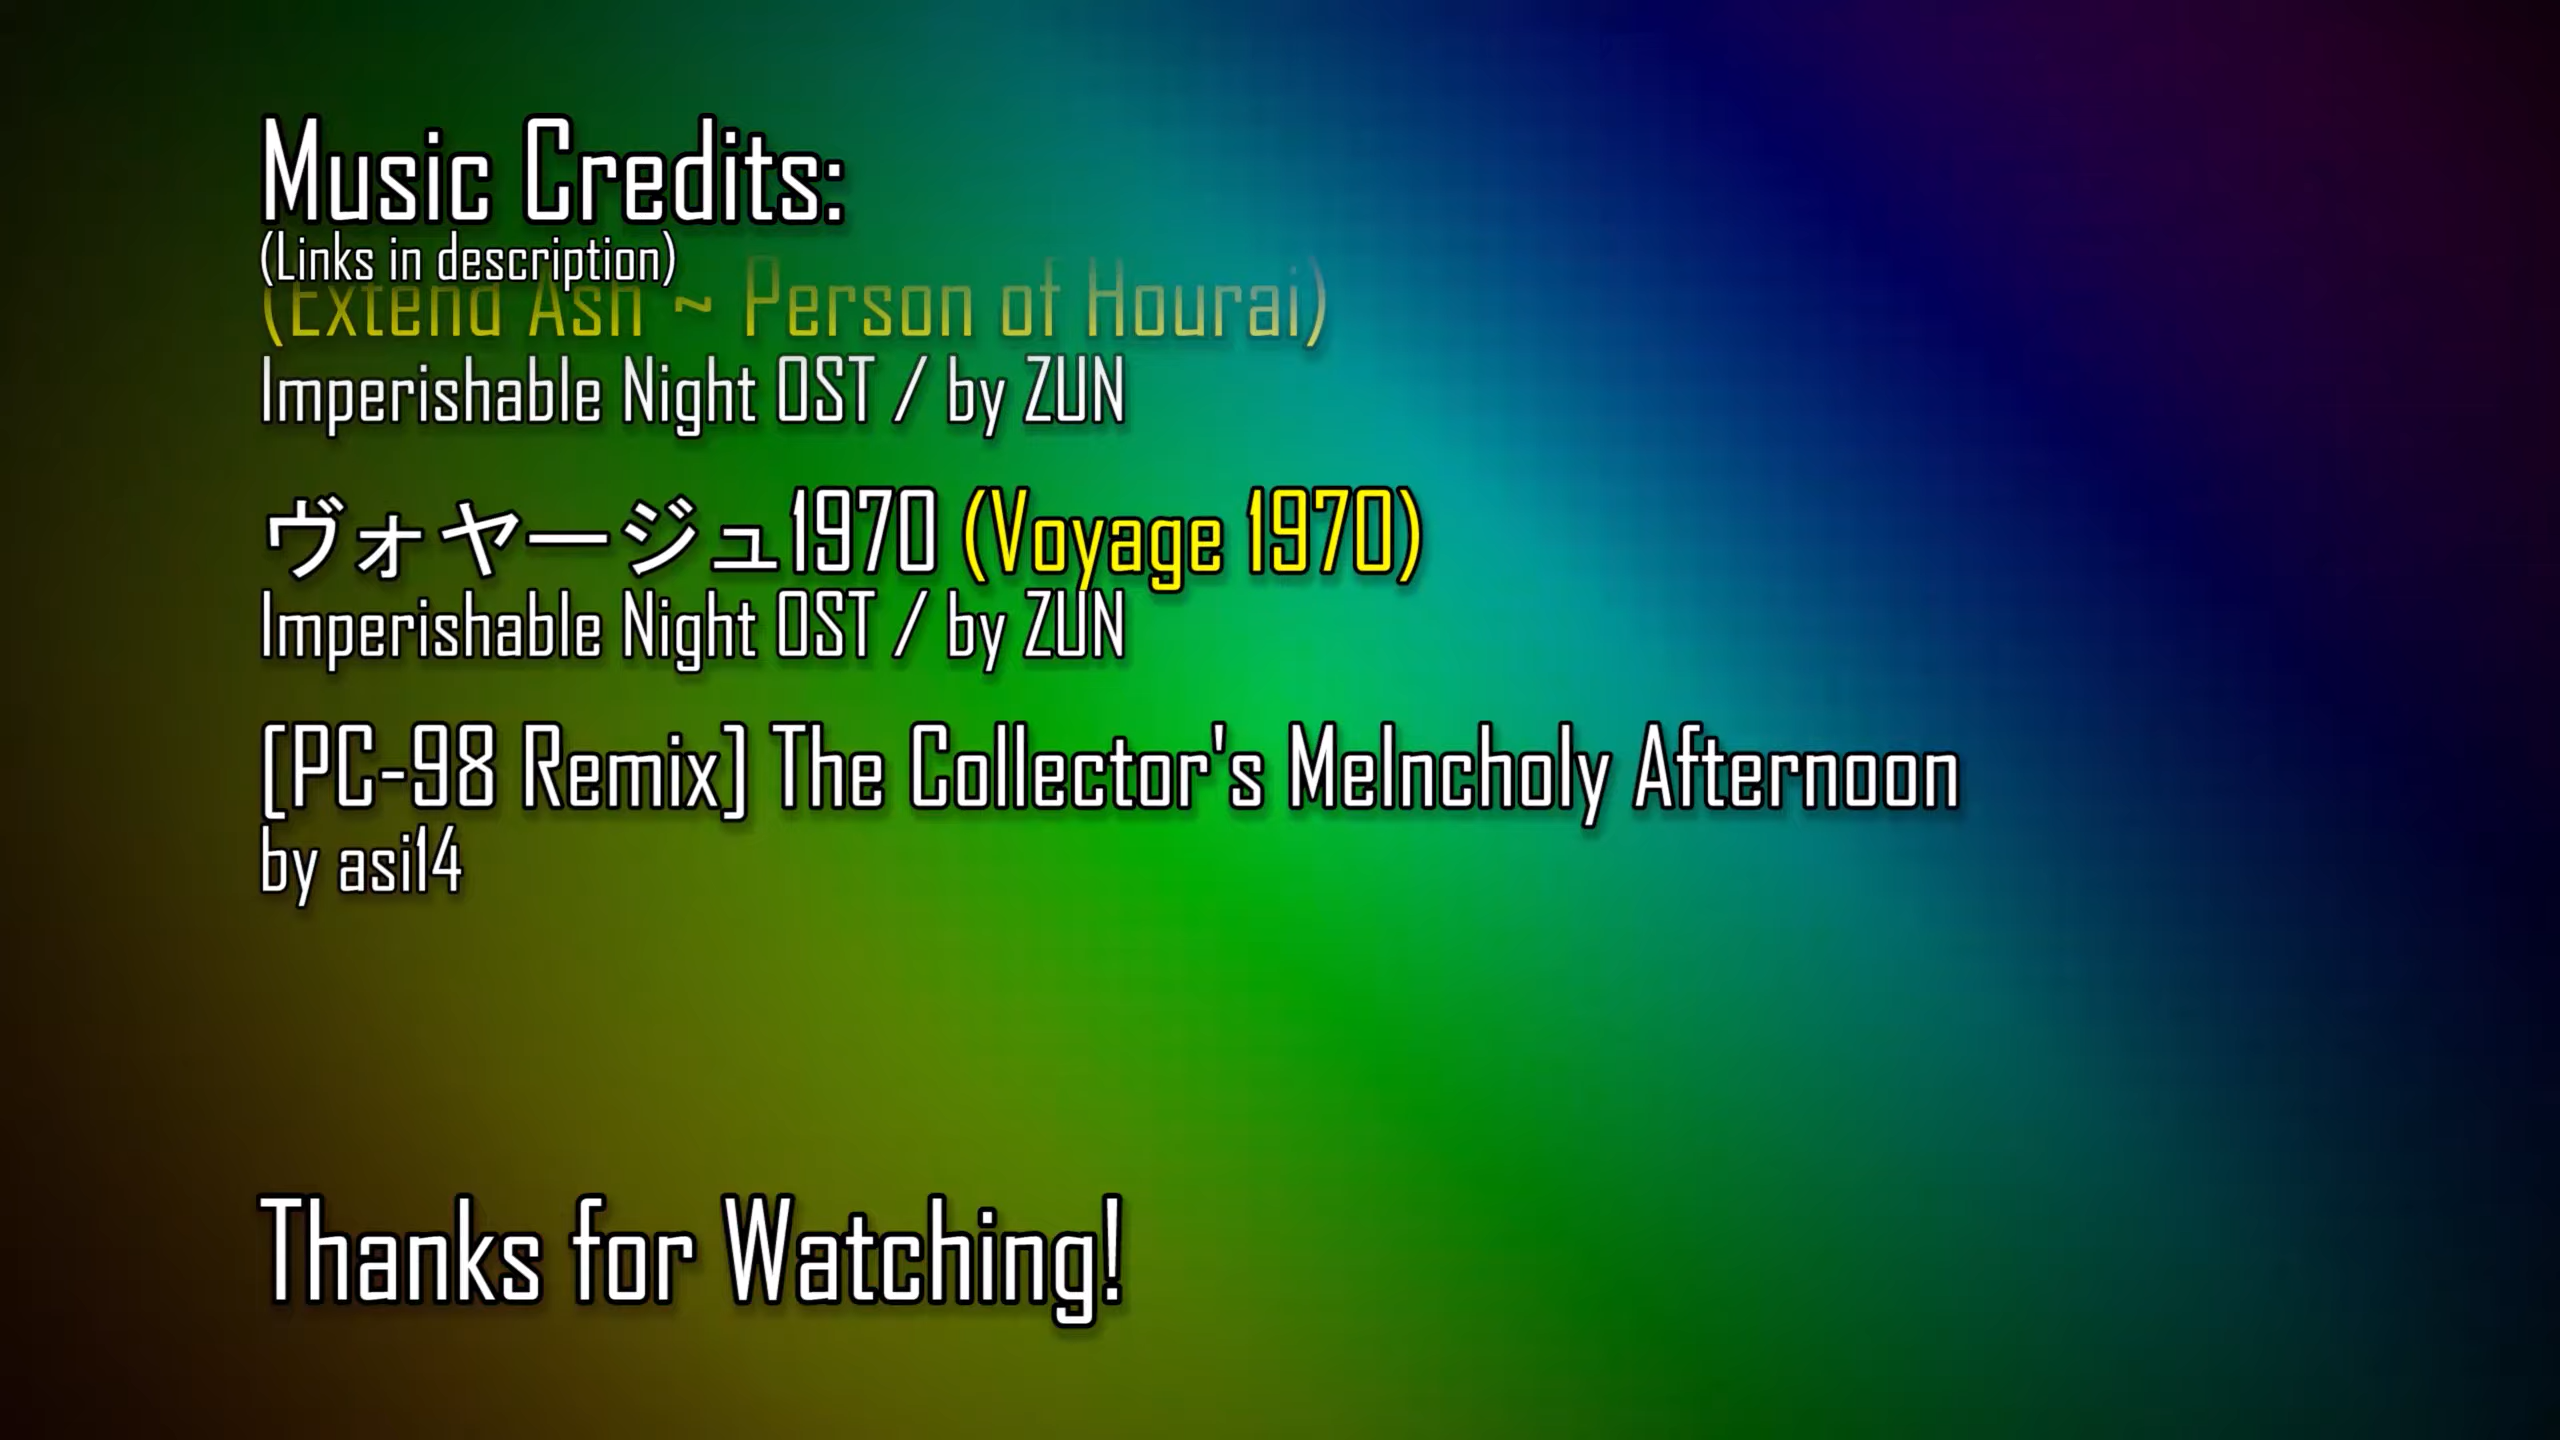 Music Credits:
(Links in description)
(Extend Ash ~ Person of Hourai)
Imperishable Night OST / by ZUN
ヴォヤージュ1970 (Voyage 1970)
Imperishable Night OST / by ZUN
[PC-98 Remix] The Collector's Melncholy Afternoon
by asi14
Thanks for Watching!